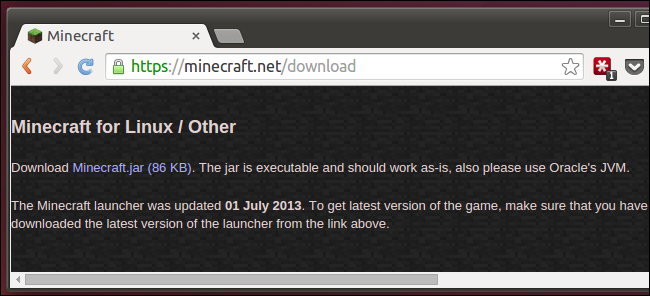 Minecraft
https://minecraft.net/download
1
Minecraft for Linux / Other
Download Minecraft.jar (86 KB). The jar is executable and should work as-is, also please use Oracle's JVM.
The Minecraft launcher was updated 01 July 2013. To get latest version of the game, make sure that you have
downloaded the latest version of the launcher from the link above.